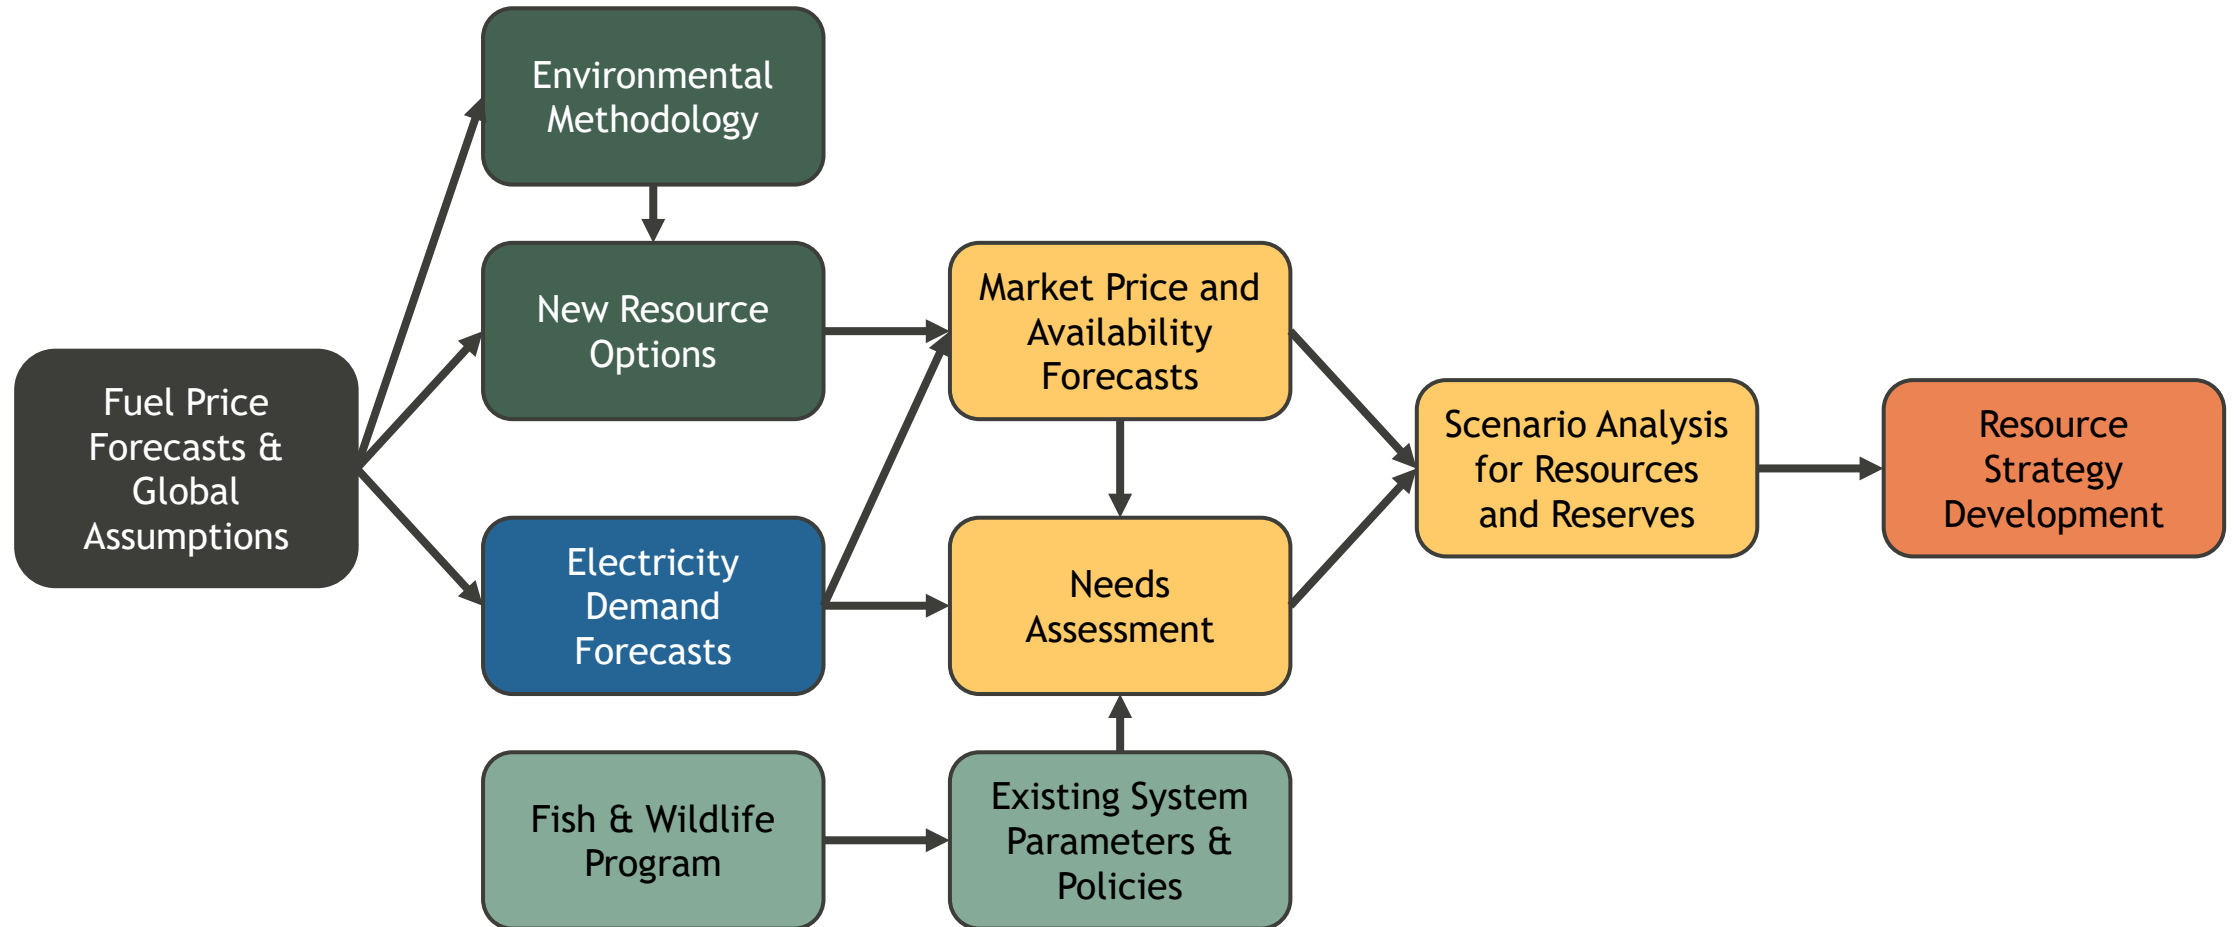 Environmental
Methodology
New Resource
Options
Market Price and
Availability
Forecasts
Fuel Price
Forecasts &
Global
Assumptions
Scenario Analysis
for Resources
and Reserves
Resource
Strategy
Development
Electricity
Demand
Forecasts
Needs
Assessment
Fish & Wildlife
Program
Existing System
Parameters &
Policies